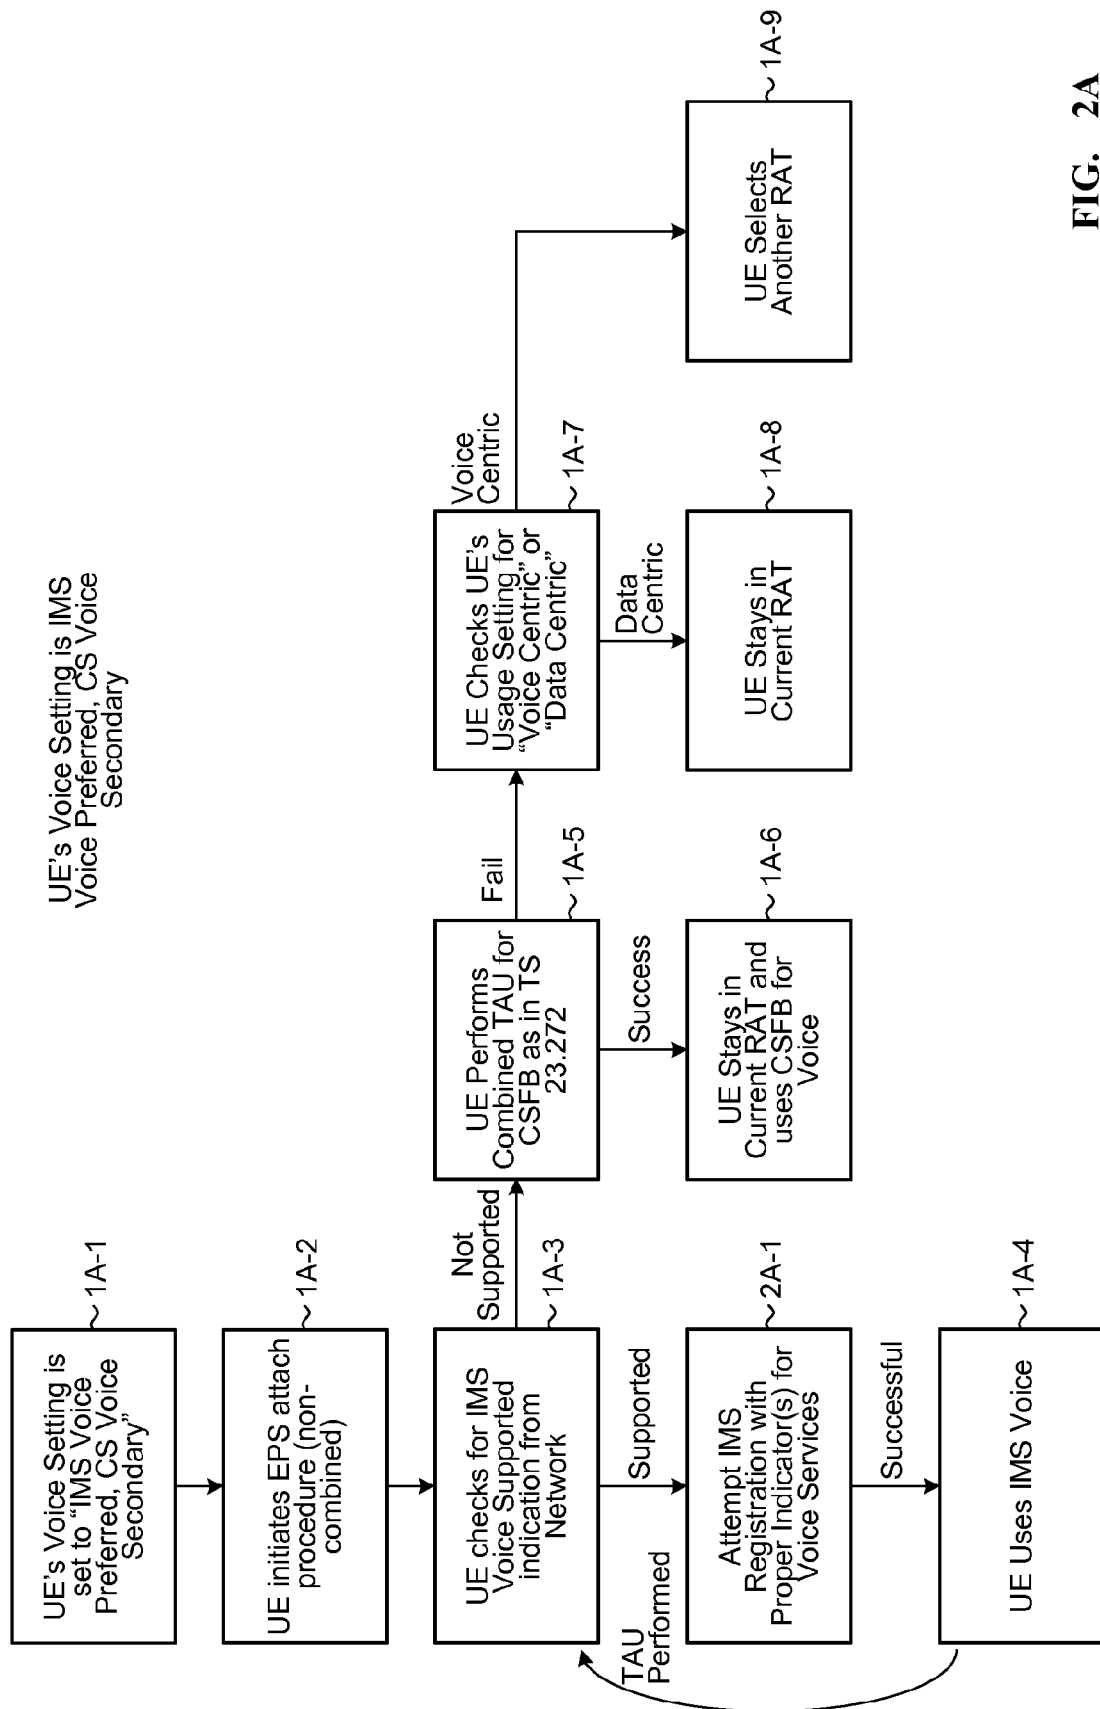 UE's Voice Setting is IMS
Voice Preferred, CS Voice
Secondary
UE's Voice Setting is
set to “IMS Voice
Preferred, CS Voice
Secondary”
1A-1
UE initiates EPS attach
procedure (non-
combined)
1A-2
UE checks for IMS
Voice Supported
indication from
Network
1A-3
Not
Supported
UE Performs
Combined TAU for
CSFB as in TS
23.272
1A-5
Fail
UE Checks UE's
Usage Setting for
“Voice Centric” or
“Data Centric”
1A-7
Voice
Centric
TAU
Performed
Supported
Success
Data
Centric
Attempt IMS
Registration with
Proper Indicator(s) for
Voice Services
2A-1
UE Stays in
Current RAT and
uses CSFB for
Voice
1A-6
UE Stays in
Current RAT
1A-8
UE Selects
Another RAT
1A-9
Successful
UE Uses IMS Voice
1A-4
FIG. 2A